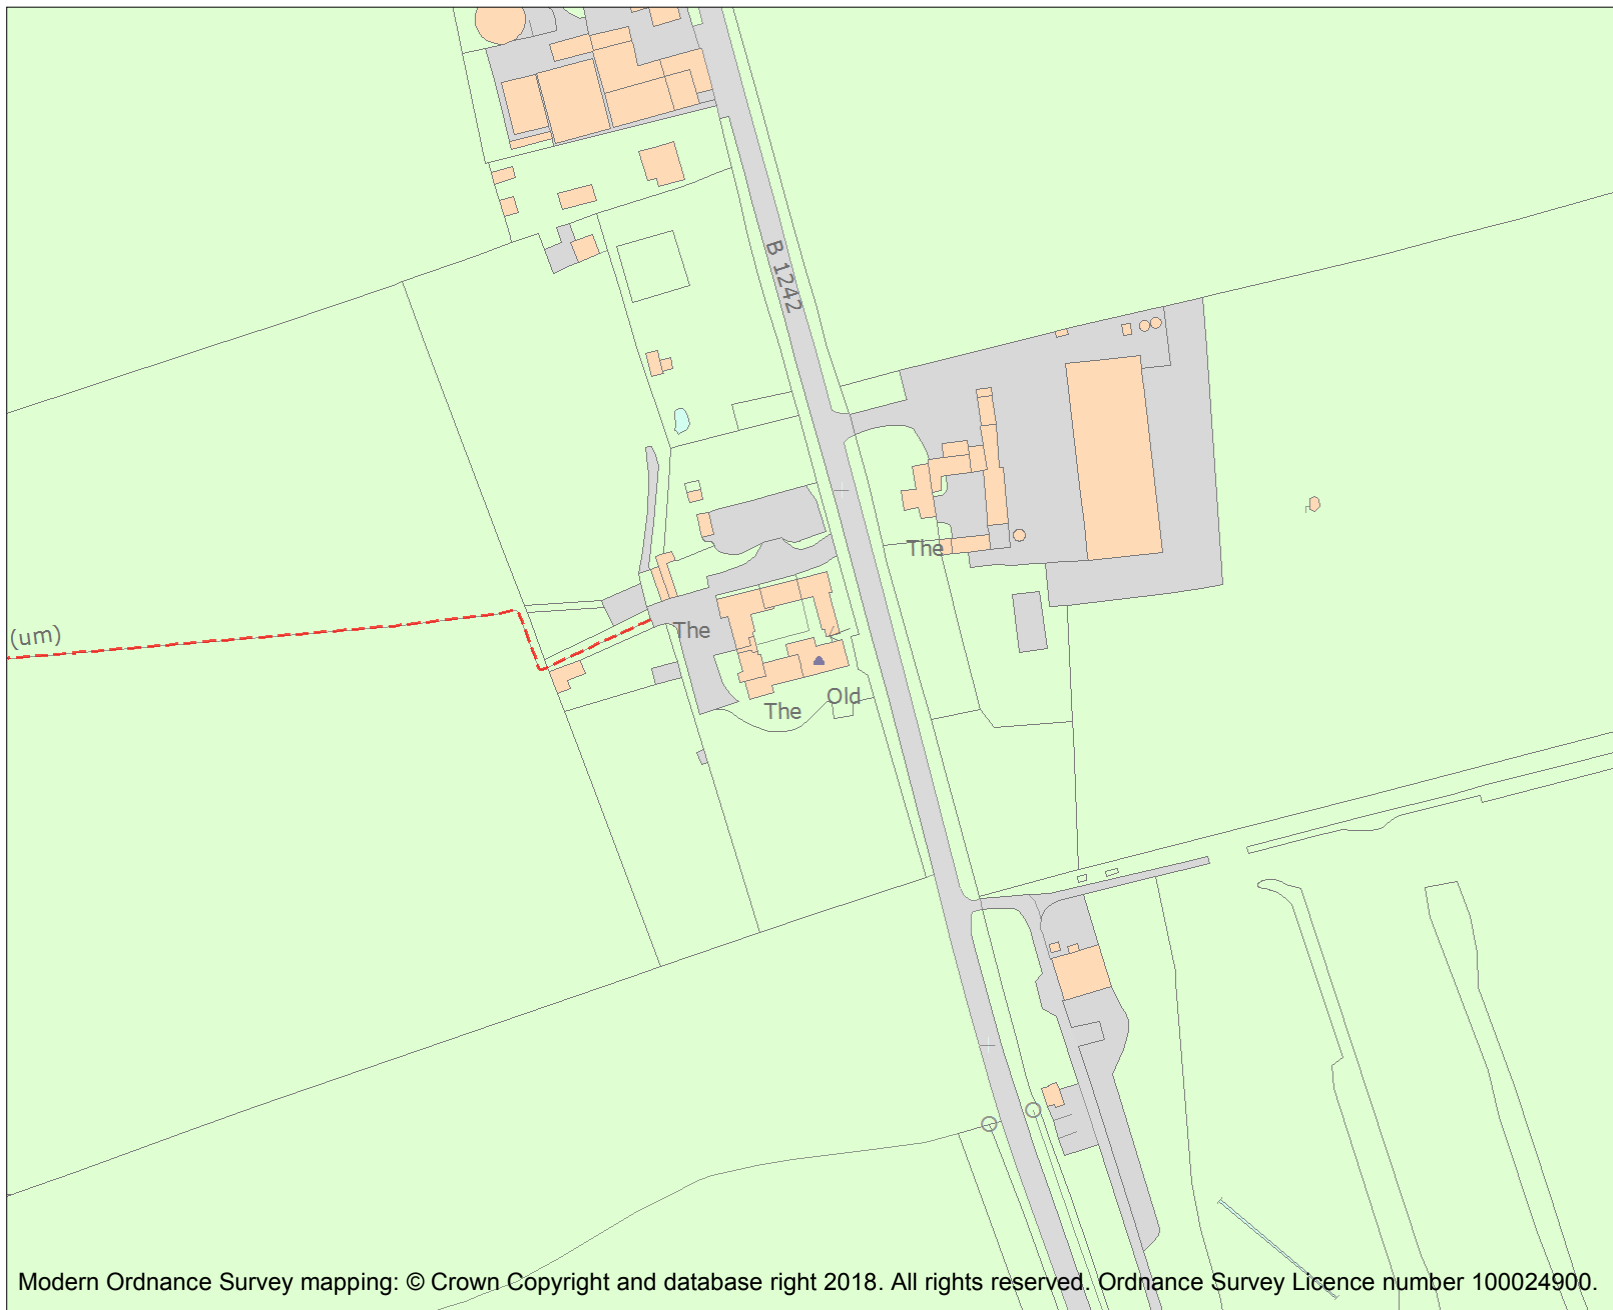 B 1242
The
(um)
The
Old
The
Modern Ordnance Survey mapping: © Crown Copyright and database right 2018. All rights reserved. Ordnance Survey Licence number 100024900.